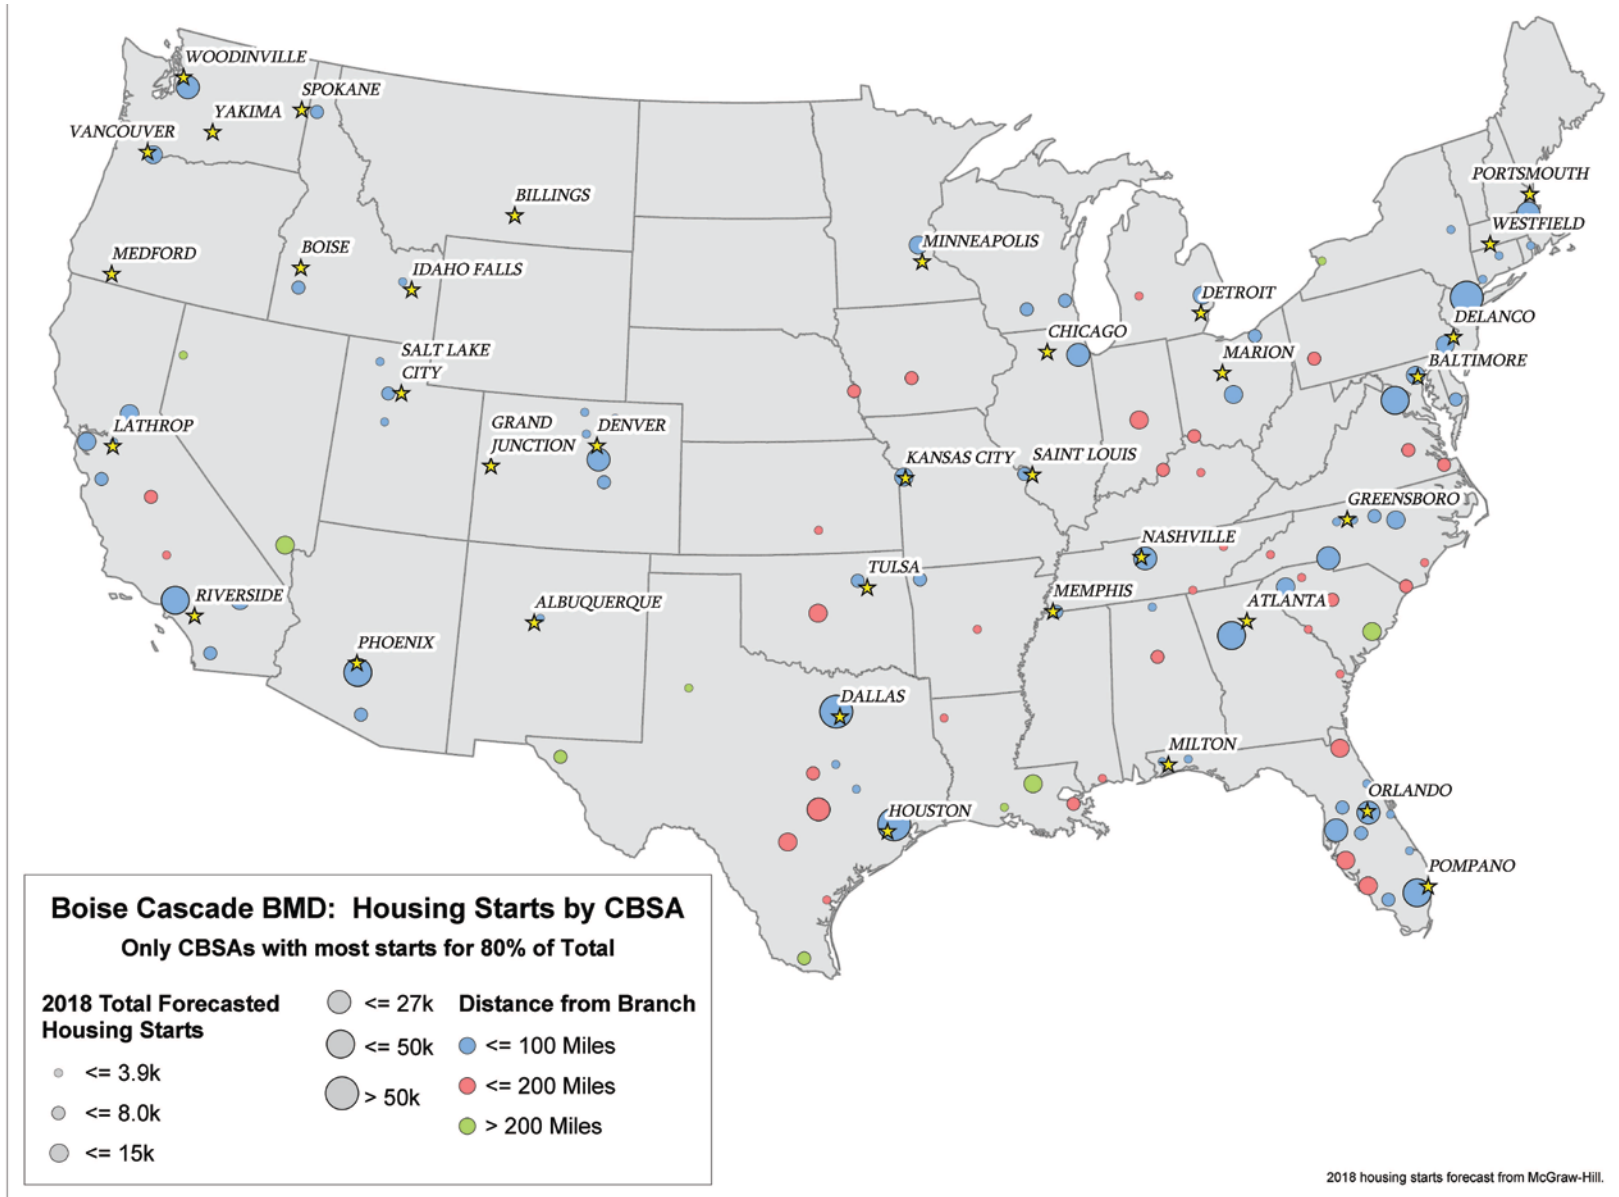 WOODINVILLE
SPOKANE
YAKIMA
VANCOUVER
PORTSMOUTH
BILLINGS
WESTFIELD
MINNEAPOLIS
BOISE
MEDFORD
IDAHO FALLS
DETROIT
DELANCO
CHICAGO
SALT LAKE
CITY
MARION
BALTIMORE
GRAND
JUNCTION
DENVER
LATHROP
KANSAS CITY
SAINT LOUIS
GREENSBORO
NASHVILLE
TULSA
MEMPHIS
RIVERSIDE
ALBUQUERQUE
ATLANTA
PHOENIX
DALLAS
MILTON
ORLANDO
HOUSTON
POMPANO
Boise Cascade BMD: Housing Starts by CBSA
Only CBSAs with most starts for 80% of Total
2018 Total Forecasted
Housing Starts
<= 3.9k
<= 8.0k
<= 15k
<= 27k
<= 50k
> 50k
Distance from Branch
<= 100 Miles
<= 200 Miles
> 200 Miles
2018 housing starts forecast from McGraw-Hill.